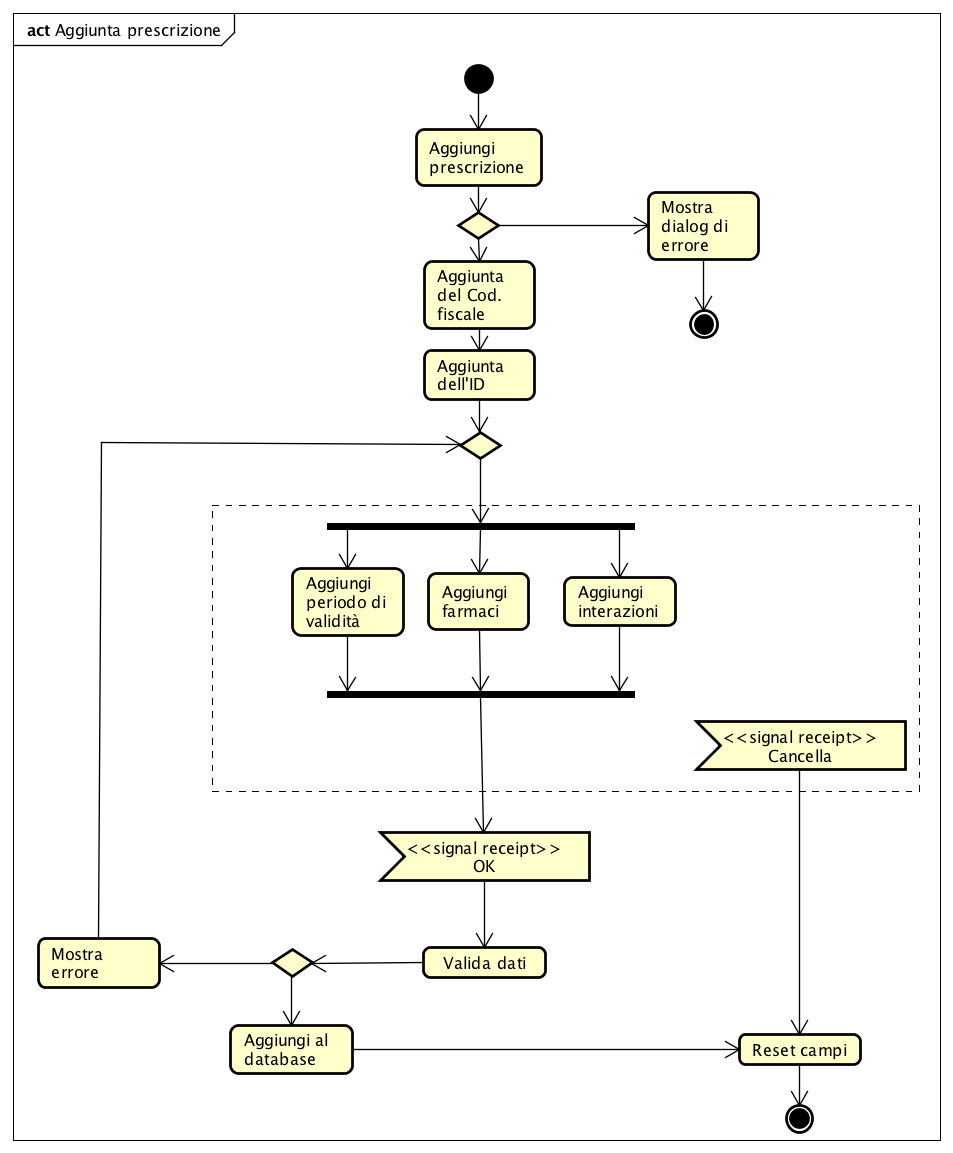 act Aggiunta prescrizione
Aggiungi
prescrizione
Mostra
dialog di
errore
Aggiunta
del Cod.
fiscale
Aggiunta
dell'ID
Aggiungi
periodo di
validità
Aggiungi
farmaci
Aggiungi
interazioni
<<signal receipt>>
Cancella
<<signal receipt>>
OK
Mostra
errore
Valida dati
Aggiungi al
database
Reset campi